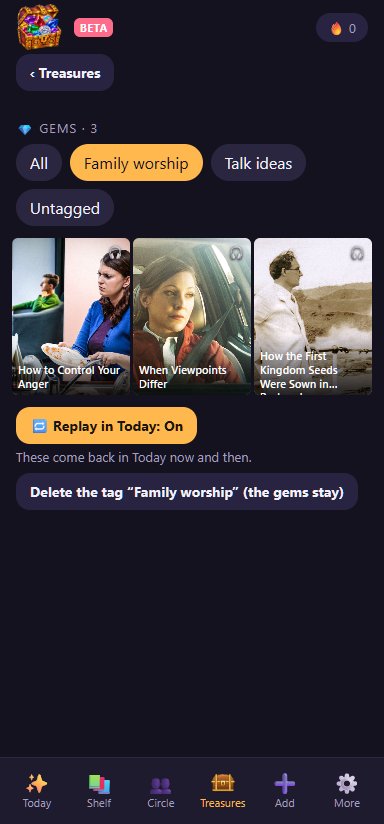 BETA
0
‹ Treasures
GEMS · 3
All
Family worship
Talk ideas
Untagged
How to Control Your
Anger
When Viewpoints
Differ
How the First
Kingdom Seeds
Were Sown in...
Replay in Today: On
These come back in Today now and then.
Delete the tag “Family worship” (the gems stay)
Today
Shelf
Circle
Treasures
Add
More